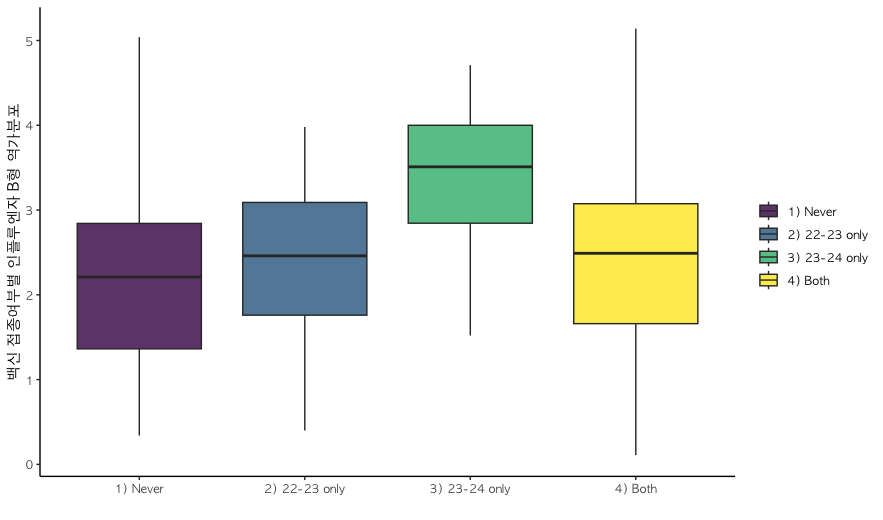 백신 접종여부별 인플루엔자 B형 역가분포
5
4
3
2
1
0
1) Never
2) 22-23 only
3) 23-24 only
4) Both
1) Never
2) 22-23 only
3) 23-24 only
4) Both